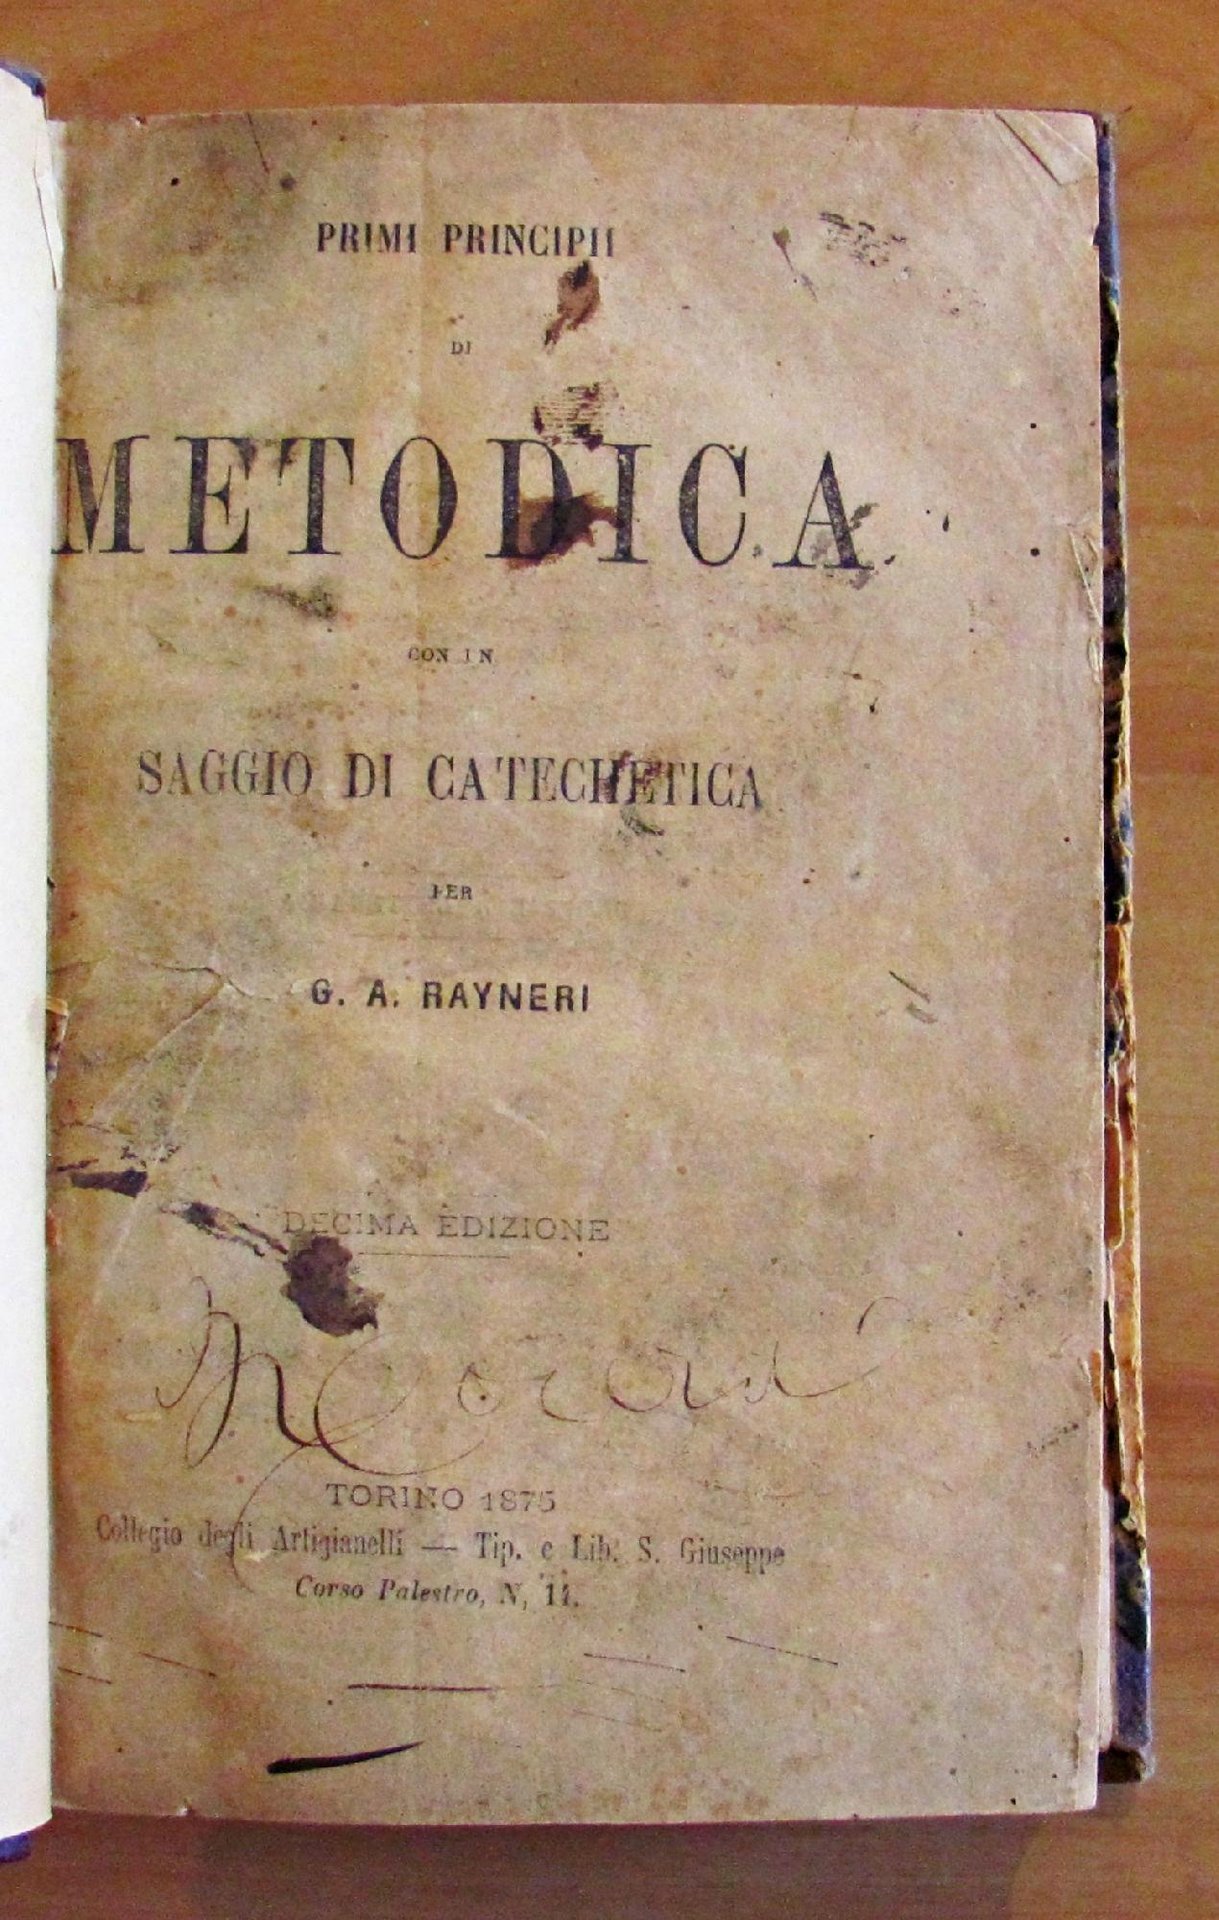 PRIMI PRINCIPII
DI
METODICA
CON IN
SAGGIO DI CATECHETICA
PER
G. A. RAYNERI
DECIMA EDIZIONE
TORINO 1875
Collegio degli Artigianelli — Tip. e Lib. S. Giuseppe
Corso Palestro, N, 14.